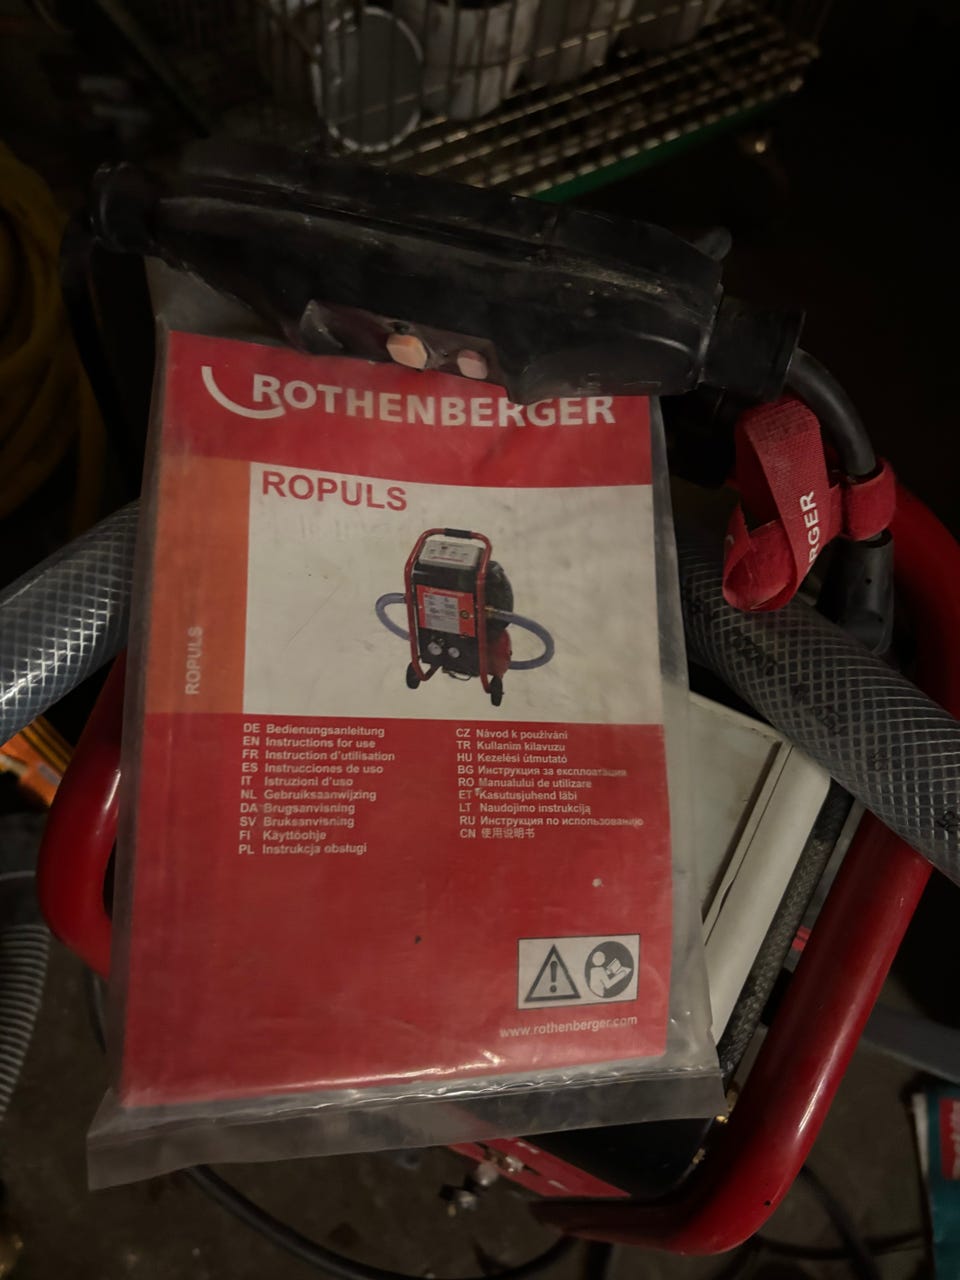 ROTHENBERGER
ROPULS
ROPULS
RGER
DE Bedienungsanleitung
EN Instructions for use
FR Instruction d'utilisation
ES Instrucciones de uso
IT Istruzioni d'uso
NL Gebruiksaanwijzing
DA Brugsanvisning
SV Bruksanvisning
FI Käyttöohje
PL Instrukcja obsługi
CZ Návod k používání
TR Kullanim kilavuzu
HU Kezelési útmutató
BG Инструкция за експлоатация
RO Manualului de utilizare
ET Kasutusjuhend läbi
LT Naudojimo instrukciją
RU Инструкция по использованию
CN 使用说明书
www.rothenberger.com